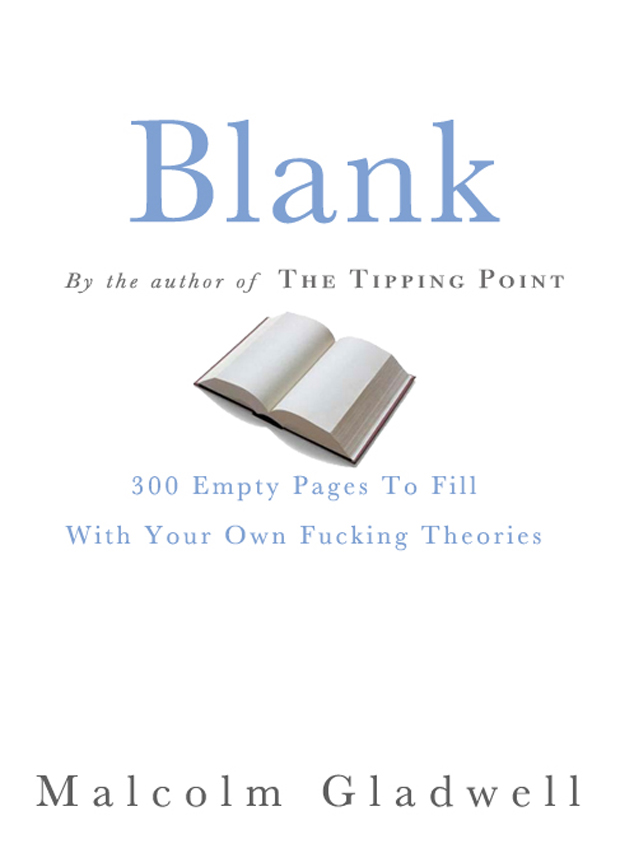 Blank
By the author of THE TIPPING POINT
300 Empty Pages To Fill
With Your Own Fucking Theories
Malcolm Gladwell